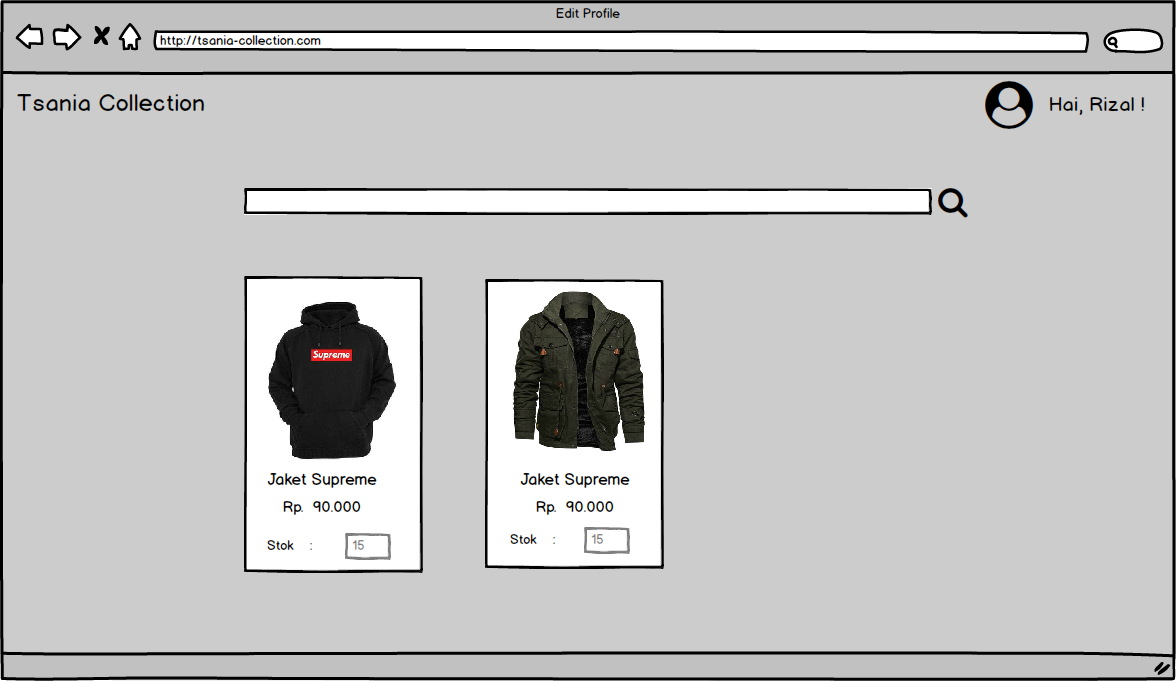 Edit Profile
http://tsania-collection.com
Tsania Collection
Hai, Rizal !
Supreme
Jaket Supreme
Rp. 90.000
Stok : 15
Jaket Supreme
Rp. 90.000
Stok : 15